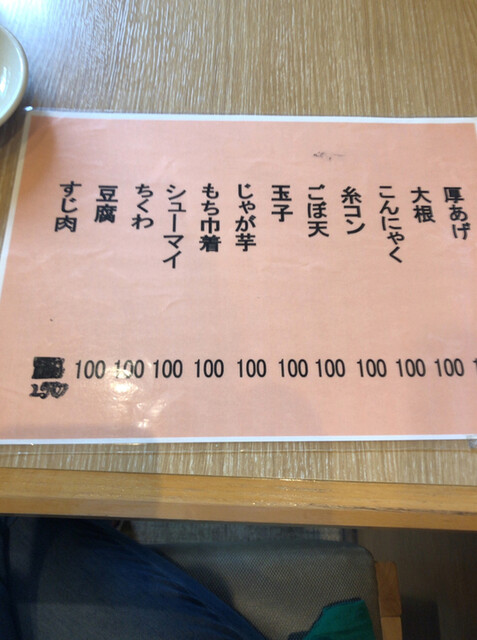 厚あげ
大根 100
こんにゃく 100
糸コン 100
ごぼ天 100
玉子 100
じゃが芋 100
もち巾着 100
シューマイ 100
ちくわ 100
豆腐 100
すじ肉